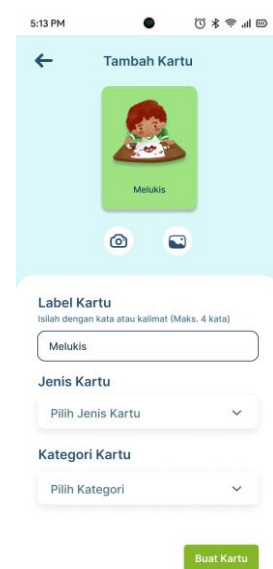 5:13 PM
Tambah Kartu
Melukis
Label Kartu
Isilah dengan kata atau kalimat (Maks. 4 kata)
Melukis
Jenis Kartu
Pilih Jenis Kartu
Kategori Kartu
Pilih Kategori
Buat Kartu